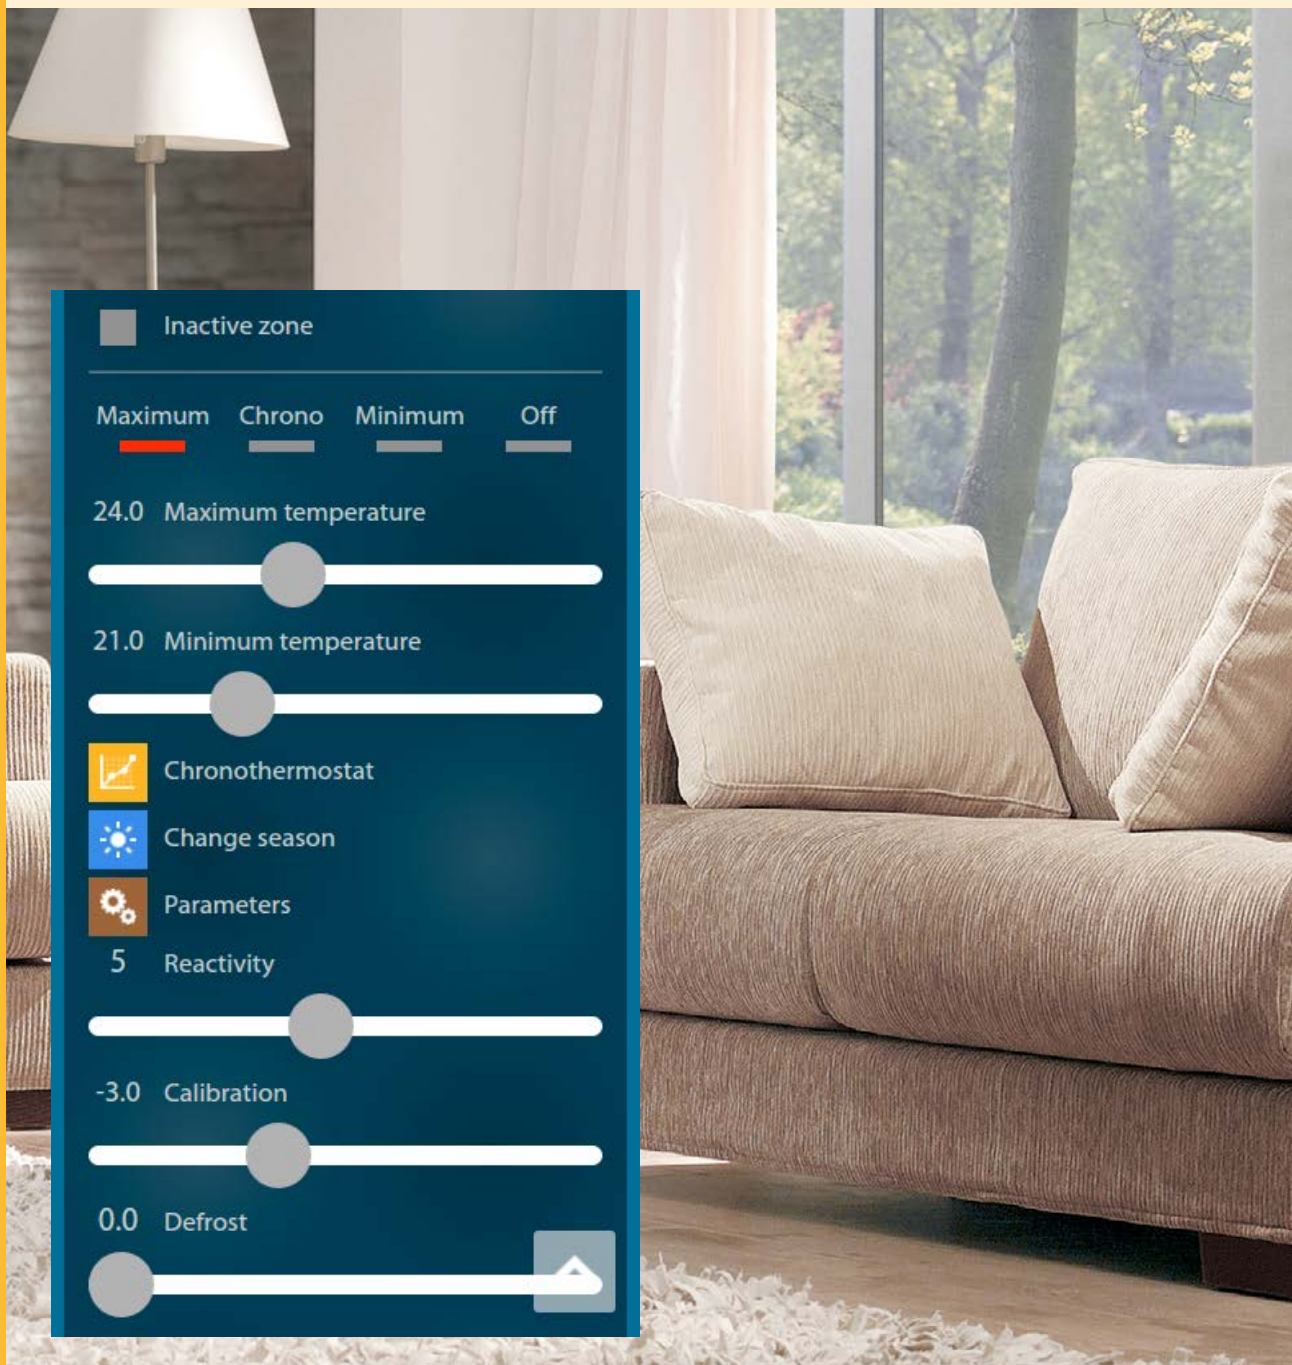 Inactive zone
Maximum Chrono Minimum Off
24.0 Maximum temperature
21.0 Minimum temperature
Chronothermostat
Change season
Parameters
5 Reactivity
-3.0 Calibration
0.0 Defrost